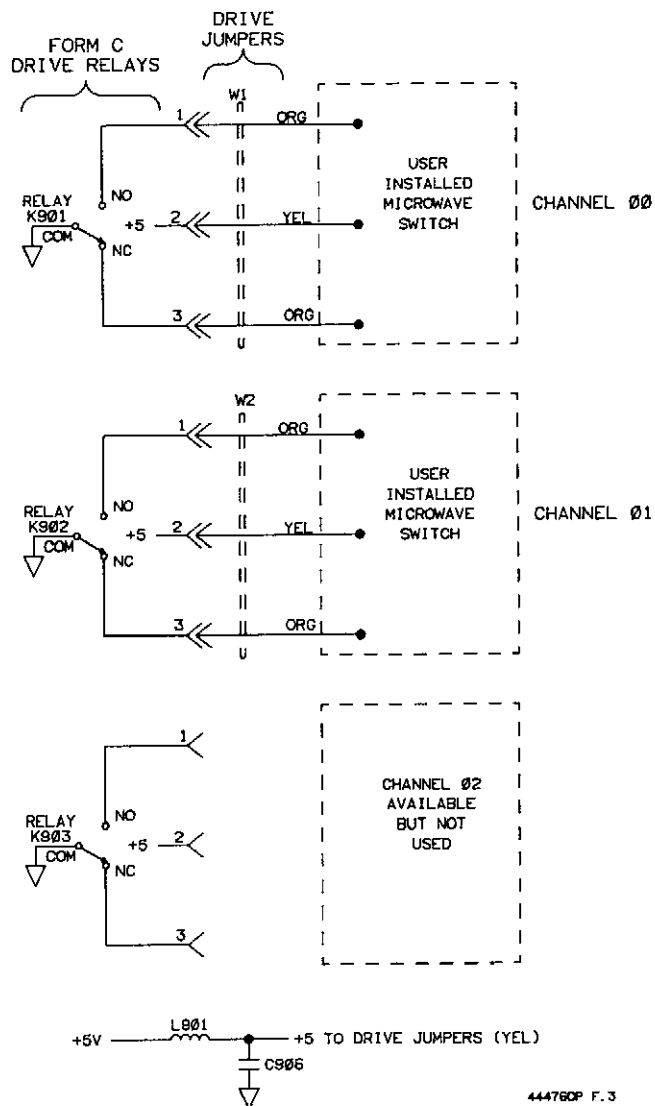 FORM C
DRIVE RELAYS
DRIVE
JUMPERS
W1
1
ORG
NO
RELAY
K901
COM
+5
2
YEL
NC
3
ORG
USER
INSTALLED
MICROWAVE
SWITCH
CHANNEL 00
W2
1
ORG
NO
RELAY
K902
COM
+5
2
YEL
NC
3
ORG
USER
INSTALLED
MICROWAVE
SWITCH
CHANNEL 01
1
NO
RELAY
K903
COM
+5
2
NC
3
CHANNEL 02
AVAILABLE
BUT NOT
USED
L901
+5V
+5 TO DRIVE JUMPERS (YEL)
C906
44476OP F.3